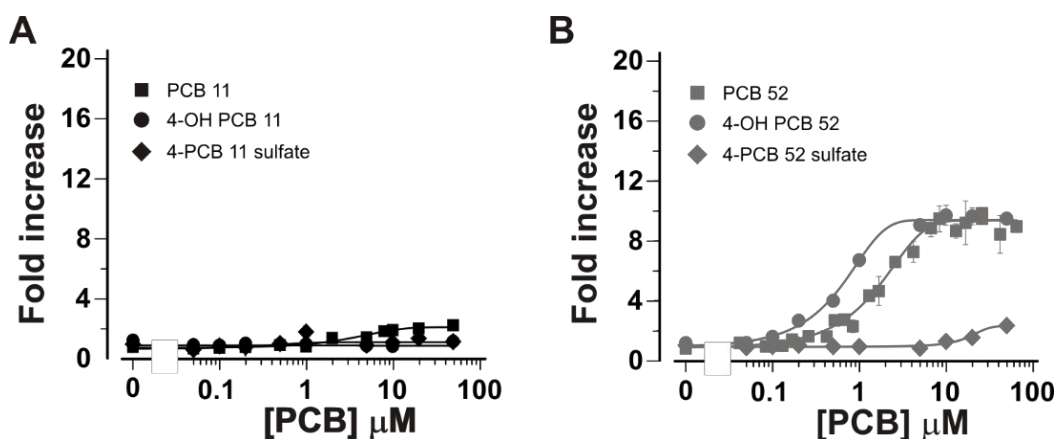 A
20
16
12
8
4
0
Fold increase
PCB 11
4-OH PCB 11
4-PCB 11 sulfate
0 0.1 1 10 100
[PCB] μM
B
20
16
12
8
4
0
Fold increase
PCB 52
4-OH PCB 52
4-PCB 52 sulfate
0 0.1 1 10 100
[PCB] μM